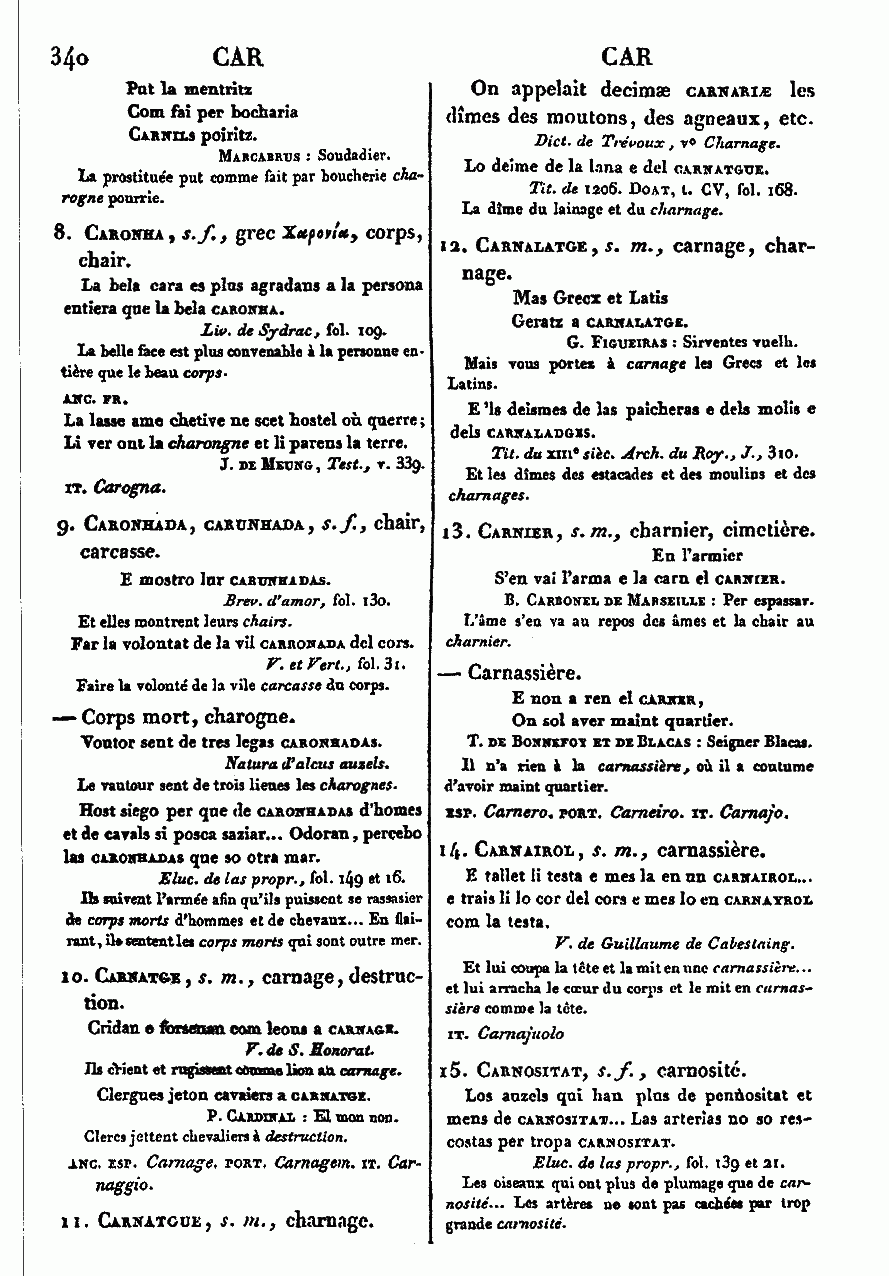 340 CAR CAR
Put la mentritz
Com fai per bocharia
CARNILS poiritz.
MARCABRUS : Soudadier.
La prostituée put comme fait par boucherie cha-
rogne pourrie.
8. CARONHA, s. f., grec Χαρονία, corps,
chair.
La bela cara es plus agradans a la persona
entiera que la bela CARONHA.
Liv. de Sydrac, fol. 109.
La belle face est plus convenable à la personne en-
tière que le beau corps.
ANC. FR.
La lasse ame chetive ne scet hostel où querre;
Li ver ont la charongne et li parens la terre.
J. DE MEUNG, Test., v. 339.
IT. Carogna.
9. CARONHADA, CARUNHADA, s. f., chair,
carcasse.
E mostro lur CARUNHADAS.
Brev. d'amor, fol. 130.
Et elles montrent leurs chairs.
Far la volontat de la vil CARRONADA del cors.
V. et Vert., fol. 31.
Faire la volonté de la vile carcasse du corps.
— Corps mort, charogne.
Voutor sent de tres legas CARONHADAS.
Natura d'alcus auzels.
Le vautour sent de trois lieues les charognes.
Host siego per que de CARONHADAS d'homes
et de cavals si posca saziar... Odoran, percebo
las CARONHADAS que so otra mar.
Eluc. de las propr., fol. 149 et 16.
Ils suivent l'armée afin qu'ils puissent se rassasier
de corps morts d'hommes et de chevaux... En flai-
rant, ils sentent les corps morts qui sont outre mer.
10. CARNATGE, s. m., carnage, destruc-
tion.
Cridan e forsenan com leons a CARNAGE.
V. de S. Honorat.
Ils crient et rugissent comme lion au carnage.
Clergues jeton cavaiers a CARNATGE.
P. CARDINAL : El mon non.
Clercs jettent chevaliers à destruction.
ANC. ESP. Carnage. PORT. Carnagem. IT. Car-
naggio.
11. CARNATGUE, s. m., charnage.
On appelait decimæ CARNARIÆ les
dîmes des moutons, des agneaux, etc.
Dict. de Trévoux, vº Charnage.
Lo deime de la lana e del CARNATGUE.
Tit. de 1206. DOAT, t. CV, fol. 168.
La dîme du lainage et du charnage.
12. CARNALATGE, s. m., carnage, char-
nage.
Mas Grecx et Latis
Geratz a CARNALATGE.
G. FIGUEIRAS : Sirventes vuelh.
Mais vous portez à carnage les Grecs et les
Latins.
E 'ls deismes de las paicheras e dels molis e
dels CARNALADGES.
Tit. du XIIIe sièc. Arch. du Roy., J., 310.
Et les dîmes des estacades et des moulins et des
charnages.
13. CARNIER, s. m., charnier, cimetière.
En l'armier
S'en vai l'arma e la carn el CARNIER.
B. CARBONEL DE MARSEILLE : Per espassar.
L'âme s'en va au repos des âmes et la chair au
charnier.
— Carnassière.
E non a ren el CARNIER,
On sol aver maint quartier.
T. DE BONNEFOY ET DE BLACAS : Seigner Blacas.
Il n'a rien à la carnassière, où il a coutume
d'avoir maint quartier.
ESP. Carnero. PORT. Carneiro. IT. Carnajo.
14. CARNAIROL, s. m., carnassière.
E tallet li testa e mes la en un CARNAIROL...
e trais li lo cor del cors e mes lo en CARNAYROL
com la testa.
V. de Guillaume de Cabestaing.
Et lui coupa la tête et la mit en une carnassière...
et lui arracha le cœur du corps et le mit en carnas-
sière comme la tête.
IT. Carnajuolo
15. CARNOSITAT, s. f., carnosité.
Los auzels qui han plus de pennositat et
mens de CARNOSITAT... Las arterias no so res-
costas per tropa CARNOSITAT.
Eluc. de las propr., fol. 139 et 21.
Les oiseaux qui ont plus de plumage que de car-
nosité... Les artères ne sont pas cachées par trop
grande carnosité.